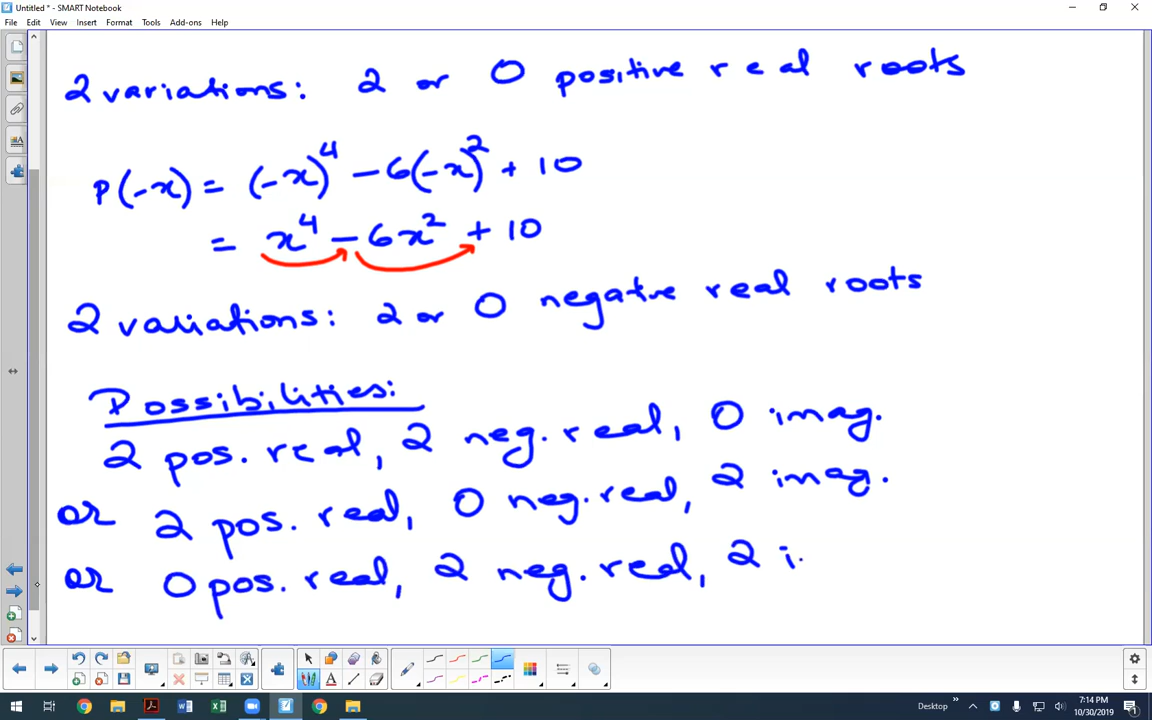 Untitled * - SMART Notebook
File Edit View Insert Format Tools Add-ons Help
2 variations: 2 or 0 positive real roots
P(-x) = (-x)^4 - 6(-x)^2 + 10
= x^4 - 6x^2 + 10
2 variations: 2 or 0 negative real roots
Possibilities:
2 pos. real, 2 neg. real, 0 imag.
or 2 pos. real, 0 neg. real, 2 imag.
or 0 pos. real, 2 neg. real, 2 i
Desktop
7:14 PM
10/30/2019